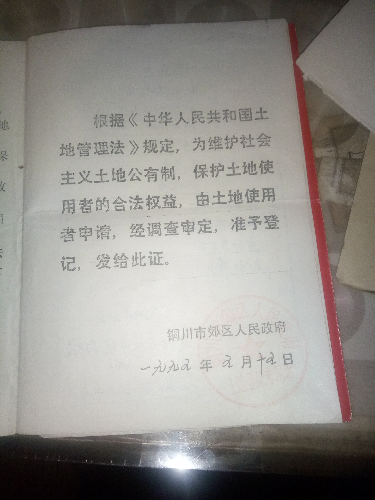 根据《中华人民共和国土
地管理法》规定，为维护社会
主义土地公有制，保护土地使
用者的合法权益，由土地使用
者申请，经调查审定，准予登
记，发给此证。
铜川市郊区人民政府
一九九五年五月十五日